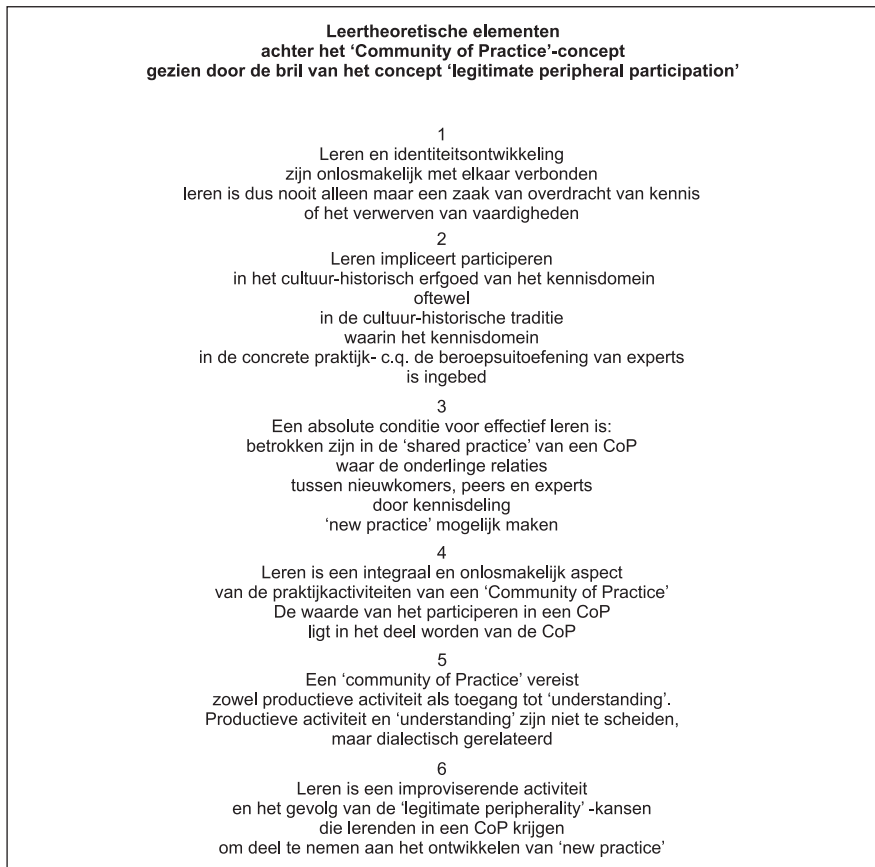 Leertheoretische elementen
achter het ‘Community of Practice’-concept
gezien door de bril van het concept ‘legitimate peripheral participation’
1
Leren en identiteitsontwikkeling
zijn onlosmakelijk met elkaar verbonden
leren is dus nooit alleen maar een zaak van overdracht van kennis
of het verwerven van vaardigheden
2
Leren impliceert participeren
in het cultuur-historisch erfgoed van het kennisdomein
oftewel
in de cultuur-historische traditie
waarin het kennisdomein
in de concrete praktijk- c.q. de beroepsuitoefening van experts
is ingebed
3
Een absolute conditie voor effectief leren is:
betrokken zijn in de ‘shared practice’ van een CoP
waar de onderlinge relaties
tussen nieuwkomers, peers en experts
door kennisdeling
‘new practice’ mogelijk maken
4
Leren is een integraal en onlosmakelijk aspect
van de praktijkactiviteiten van een ‘Community of Practice’
De waarde van het participeren in een CoP
ligt in het deel worden van de CoP
5
Een ‘community of Practice’ vereist
zowel productieve activiteit als toegang tot ‘understanding’.
Productieve activiteit en ‘understanding’ zijn niet te scheiden,
maar dialectisch gerelateerd
6
Leren is een improviserende activiteit
en het gevolg van de ‘legitimate peripherality’ -kansen
die lerenden in een CoP krijgen
om deel te nemen aan het ontwikkelen van ‘new practice’